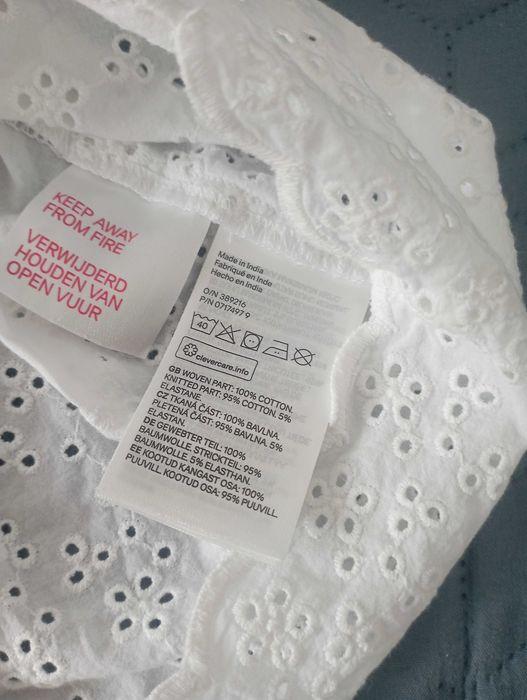 KEEP AWAY
FROM FIRE
VERWIJDERD
HOUDEN VAN
OPEN VUUR
Made in India
Fabriqué en Inde
Hecho en India
O/N 389216
P/N 0717497 9
40
clevercare.info
GB WOVEN PART: 100% COTTON.
KNITTED PART: 95% COTTON. 5%
ELASTANE.
CZ TKANÁ ČÁST: 100% BAVLNA.
PLETENÁ ČÁST: 95% BAVLNA. 5%
ELASTAN.
DE GEWEBTER TEIL: 100%
BAUMWOLLE. STRICKTEIL: 95%
BAUMWOLLE. 5% ELASTHAN.
EE KOOTUD KANGAST OSA: 100%
PUUVILL. KOOTUD OSA: 95% PUUVILL